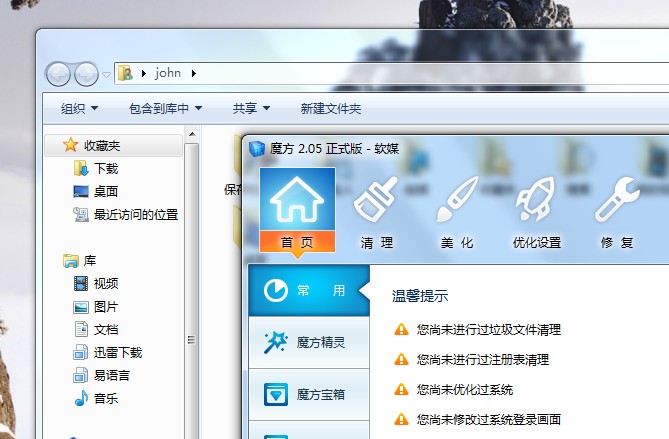 john
组织 包含到库中 共享 新建文件夹
收藏夹
下载
桌面
最近访问的位置
库
视频
图片
文档
迅雷下载
易语言
音乐
魔方 2.05 正式版 - 软媒
首 页 清 理 美 化 优化设置 修 复
常 用
魔方精灵
魔方宝箱
温馨提示
您尚未进行过垃圾文件清理
您尚未进行过注册表清理
您尚未优化过系统
您尚未修改过系统登录画面
保存